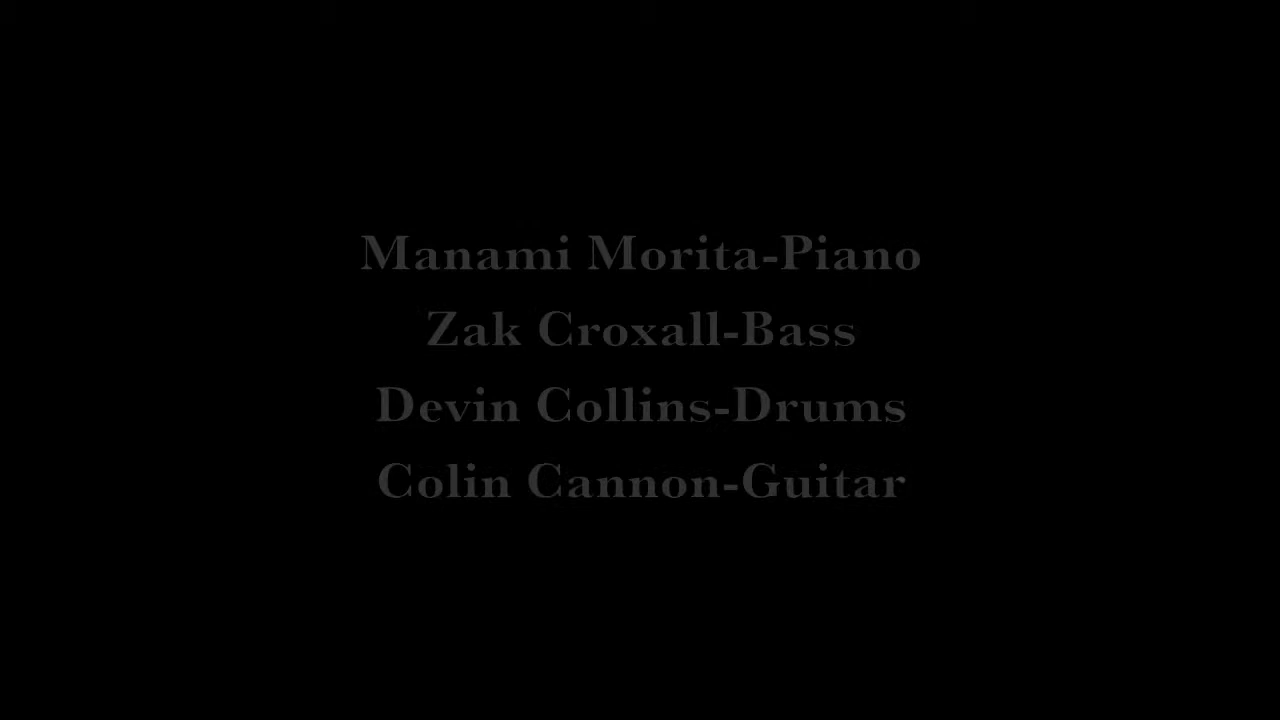 Manami Morita-Piano
Zak Croxall-Bass
Devin Collins-Drums
Colin Cannon-Guitar